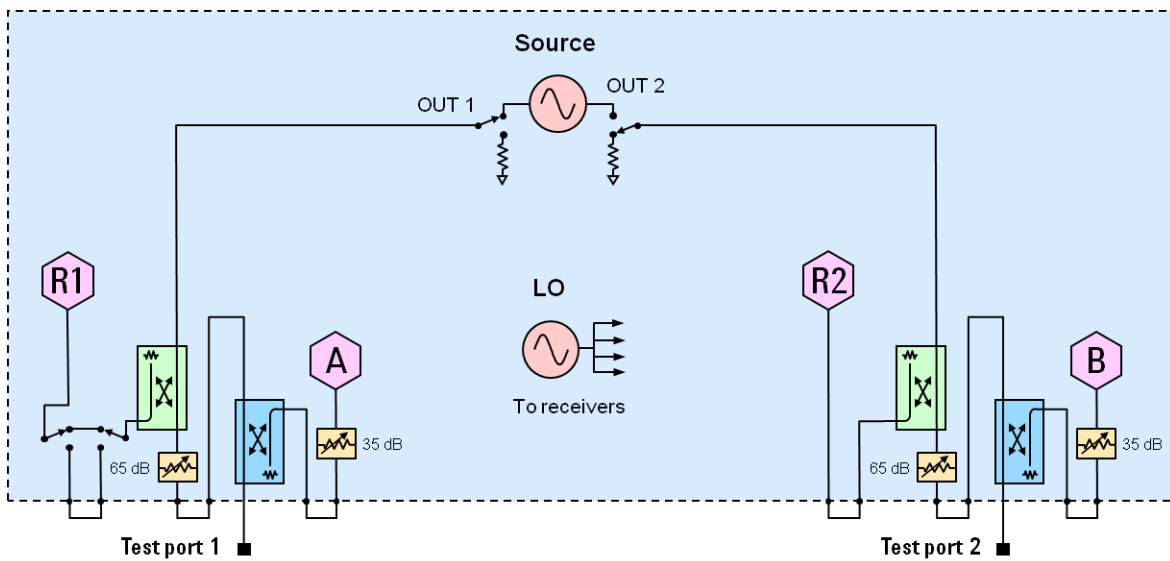 Source
OUT 1
OUT 2
R1
R2
LO
A
B
To receivers
35 dB
35 dB
65 dB
65 dB
Test port 1
Test port 2